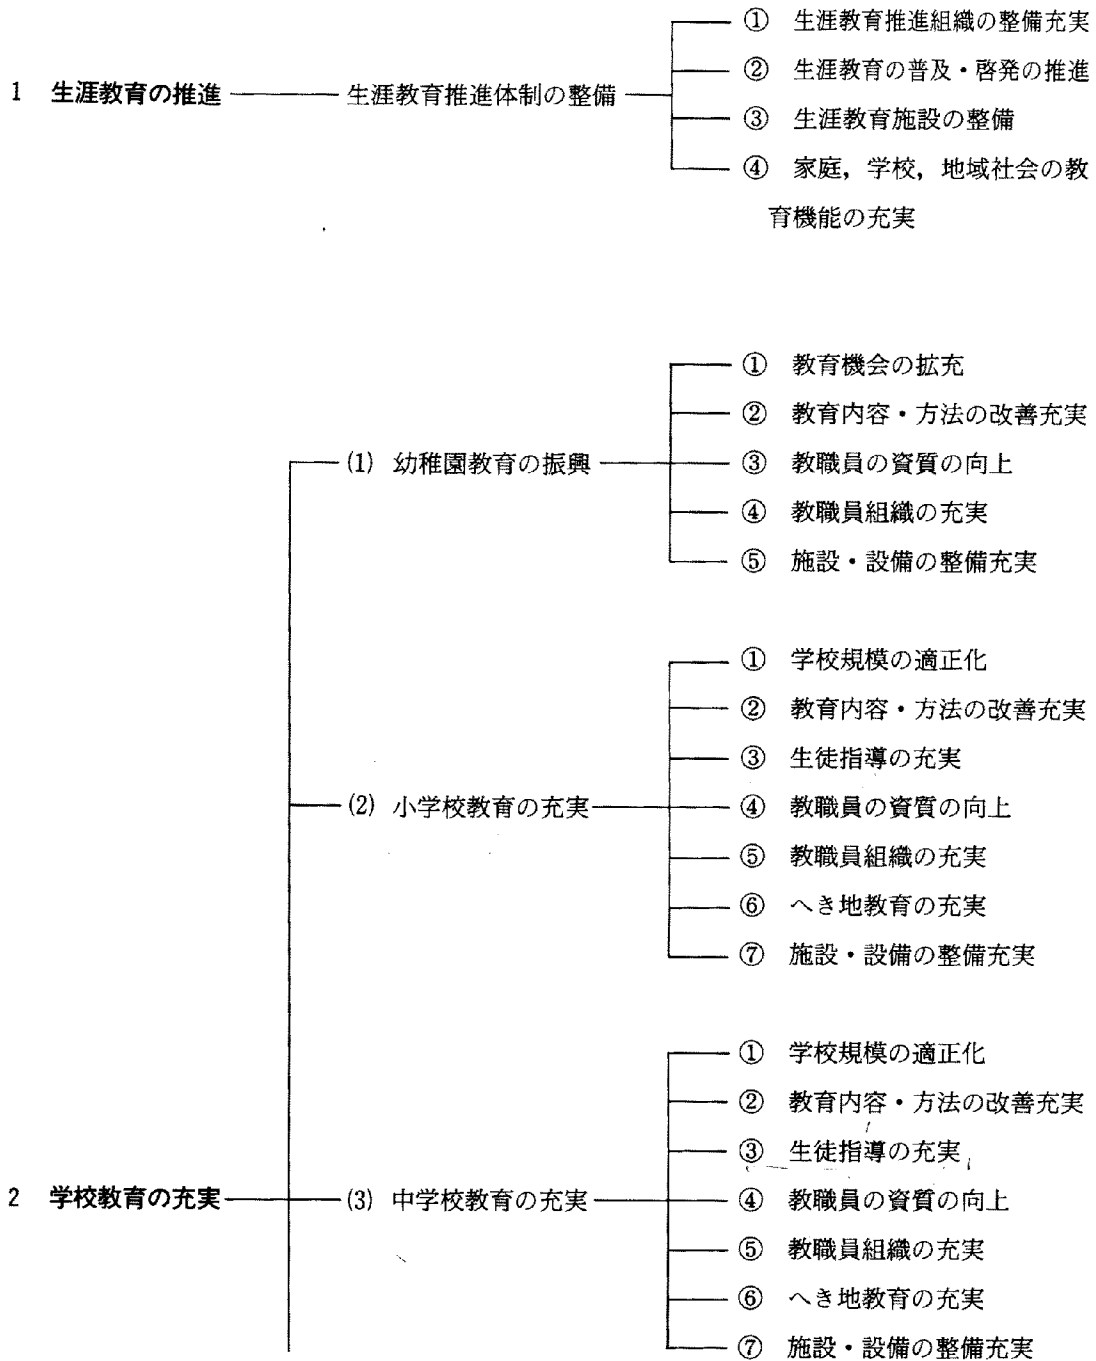 1 生涯教育の推進
生涯教育推進体制の整備
① 生涯教育推進組織の整備充実
② 生涯教育の普及・啓発の推進
③ 生涯教育施設の整備
④ 家庭，学校，地域社会の教
育機能の充実
2 学校教育の充実
(1) 幼稚園教育の振興
① 教育機会の拡充
② 教育内容・方法の改善充実
③ 教職員の資質の向上
④ 教職員組織の充実
⑤ 施設・設備の整備充実
(2) 小学校教育の充実
① 学校規模の適正化
② 教育内容・方法の改善充実
③ 生徒指導の充実
④ 教職員の資質の向上
⑤ 教職員組織の充実
⑥ へき地教育の充実
⑦ 施設・設備の整備充実
(3) 中学校教育の充実
① 学校規模の適正化
② 教育内容・方法の改善充実
③ 生徒指導の充実
④ 教職員の資質の向上
⑤ 教職員組織の充実
⑥ へき地教育の充実
⑦ 施設・設備の整備充実